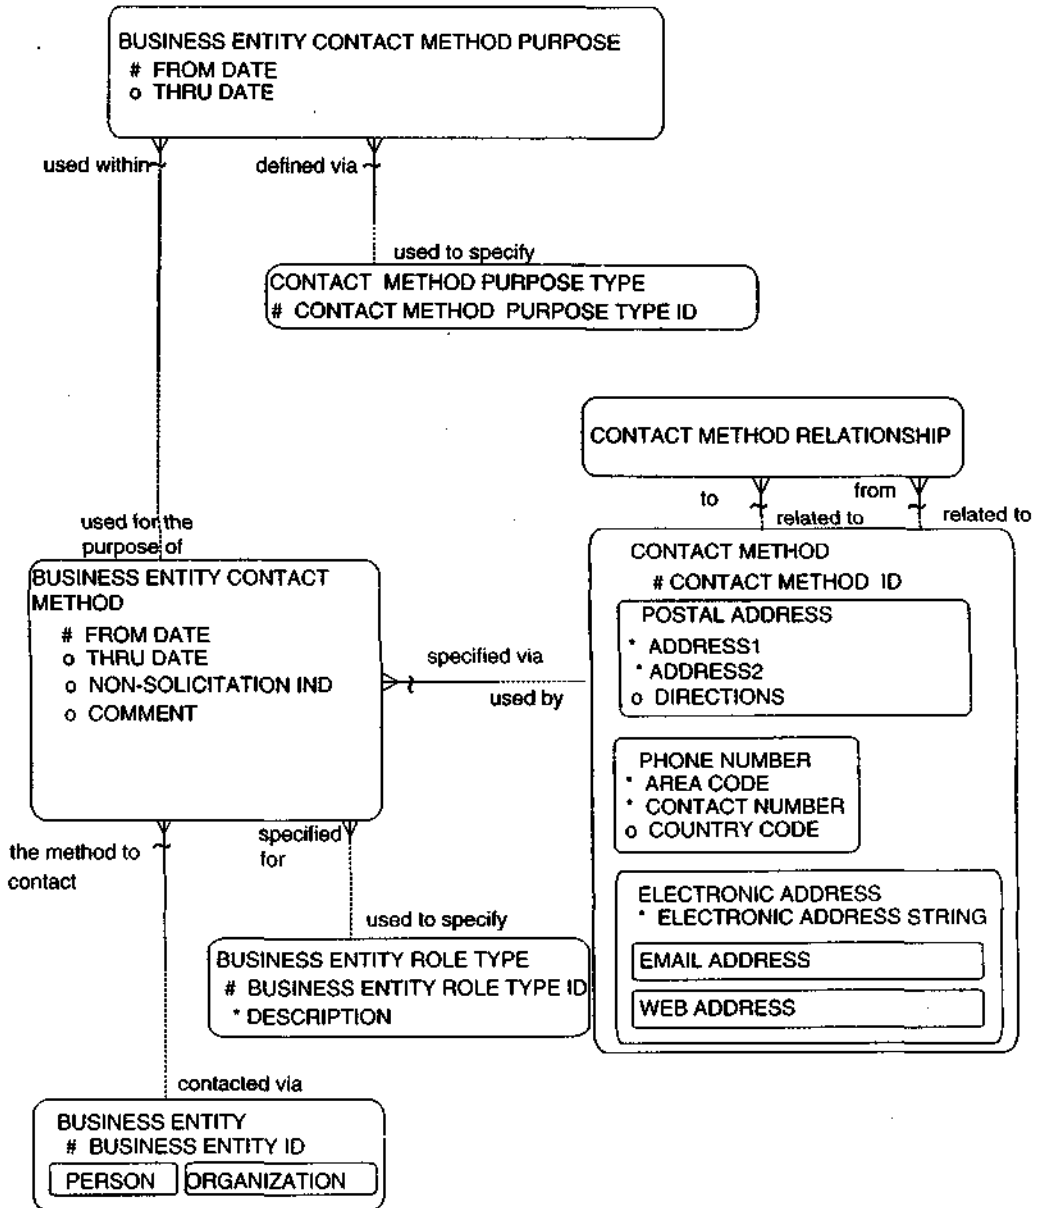 BUSINESS ENTITY CONTACT METHOD PURPOSE
# FROM DATE
o THRU DATE
used within
defined via
used to specify
CONTACT METHOD PURPOSE TYPE
# CONTACT METHOD PURPOSE TYPE ID
CONTACT METHOD RELATIONSHIP
to
from
related to
related to
used for the
purpose of
BUSINESS ENTITY CONTACT
METHOD
# FROM DATE
o THRU DATE
o NON-SOLICITATION IND
o COMMENT
specified via
used by
CONTACT METHOD
# CONTACT METHOD ID
POSTAL ADDRESS
* ADDRESS1
* ADDRESS2
o DIRECTIONS
PHONE NUMBER
* AREA CODE
* CONTACT NUMBER
o COUNTRY CODE
ELECTRONIC ADDRESS
* ELECTRONIC ADDRESS STRING
EMAIL ADDRESS
WEB ADDRESS
the method to
contact
specified
for
used to specify
BUSINESS ENTITY ROLE TYPE
# BUSINESS ENTITY ROLE TYPE ID
* DESCRIPTION
contacted via
BUSINESS ENTITY
# BUSINESS ENTITY ID
PERSON
ORGANIZATION